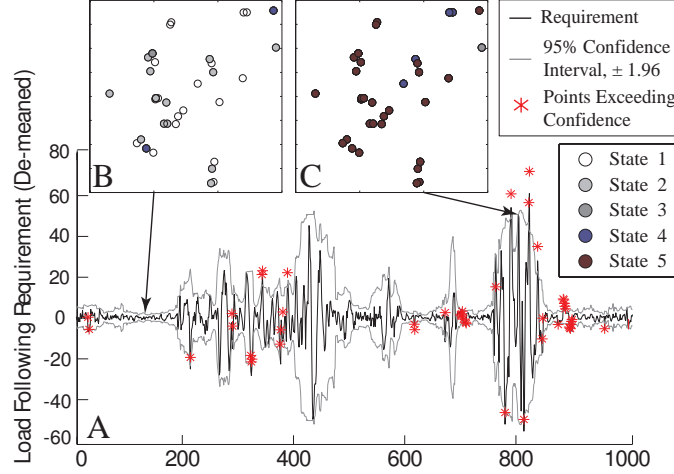 B
C
Requirement
95% Confidence
Interval, ± 1.96
Points Exceeding
Confidence
State 1
State 2
State 3
State 4
State 5
Load Following Requirement (De-meaned)
80
60
40
20
0
-20
-40
-60
A
0
200
400
600
800
1000